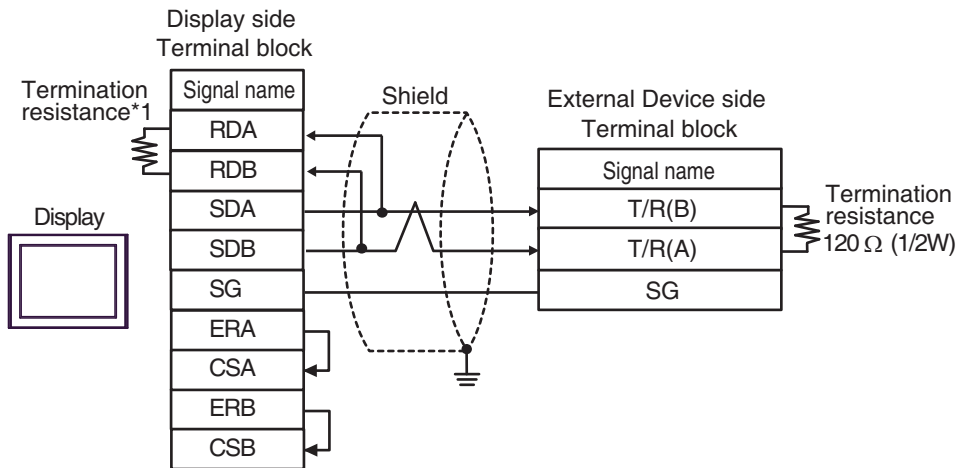 Display side
Terminal block
Termination
resistance*1
Signal name
RDA
RDB
SDA
SDB
SG
ERA
CSA
ERB
CSB
Display
Shield
External Device side
Terminal block
Signal name
T/R(B)
T/R(A)
SG
Termination
resistance
120 Ω (1/2W)